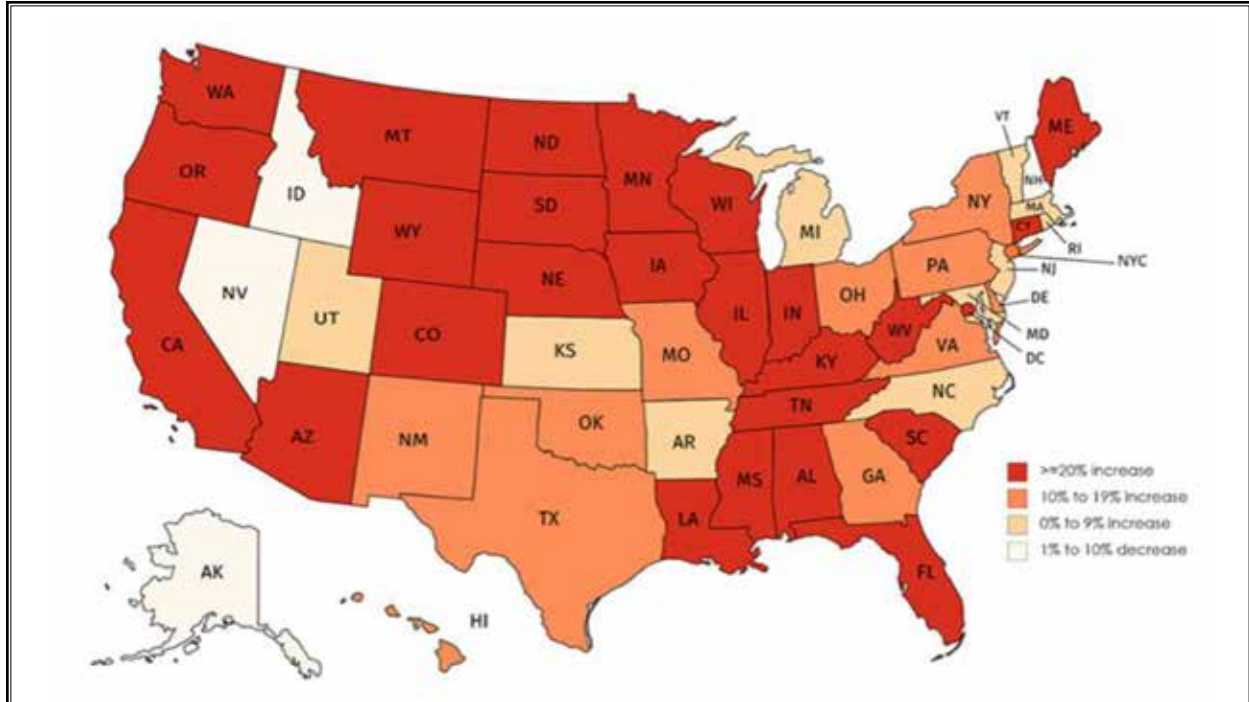 WA
MT
ND
MN
ME
VT
OR
ID
SD
WI
NH
NY
MA
WY
MI
CT
RI
NYC
IA
PA
NJ
NE
NV
OH
DE
IL
IN
UT
WV
CO
MD
CA
KS
MO
VA
DC
KY
NC
TN
OK
AZ
NM
AR
SC
>=20% increase
MS
AL
GA
10% to 19% increase
TX
LA
0% to 9% increase
1% to 10% decrease
AK
FL
HI